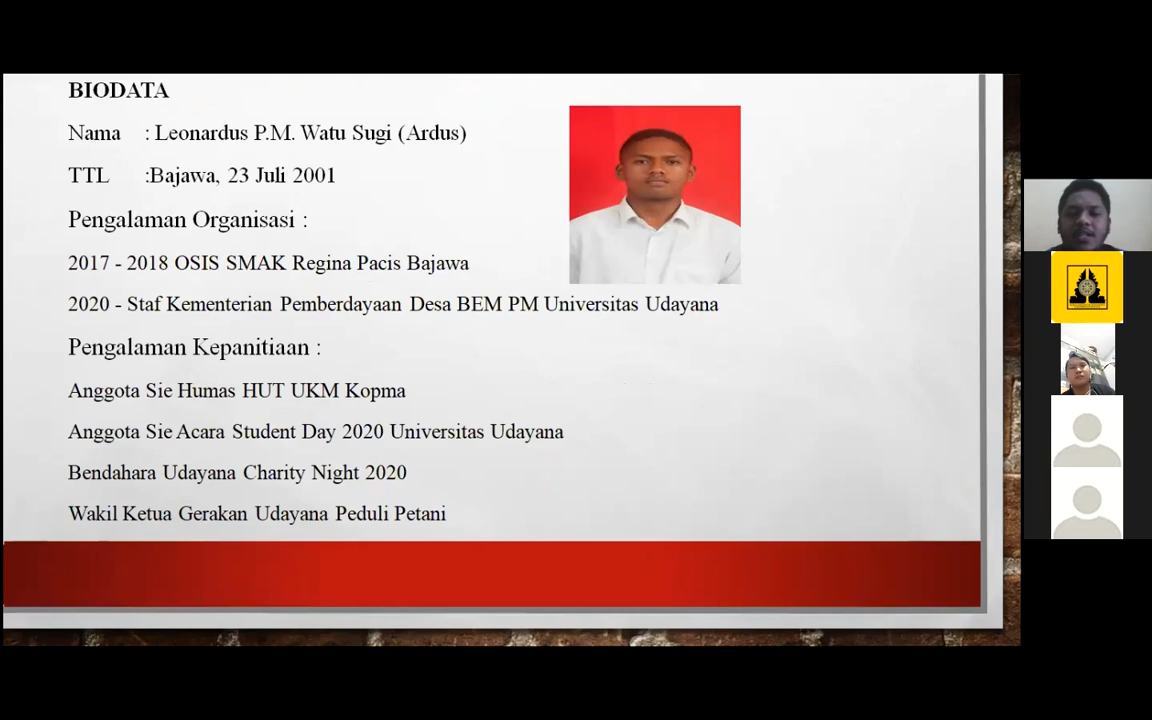 BIODATA
Nama : Leonardus P.M. Watu Sugi (Ardus)
TTL :Bajawa, 23 Juli 2001
Pengalaman Organisasi :
2017 - 2018 OSIS SMAK Regina Pacis Bajawa
2020 - Staf Kementerian Pemberdayaan Desa BEM PM Universitas Udayana
Pengalaman Kepanitiaan :
Anggota Sie Humas HUT UKM Kopma
Anggota Sie Acara Student Day 2020 Universitas Udayana
Bendahara Udayana Charity Night 2020
Wakil Ketua Gerakan Udayana Peduli Petani